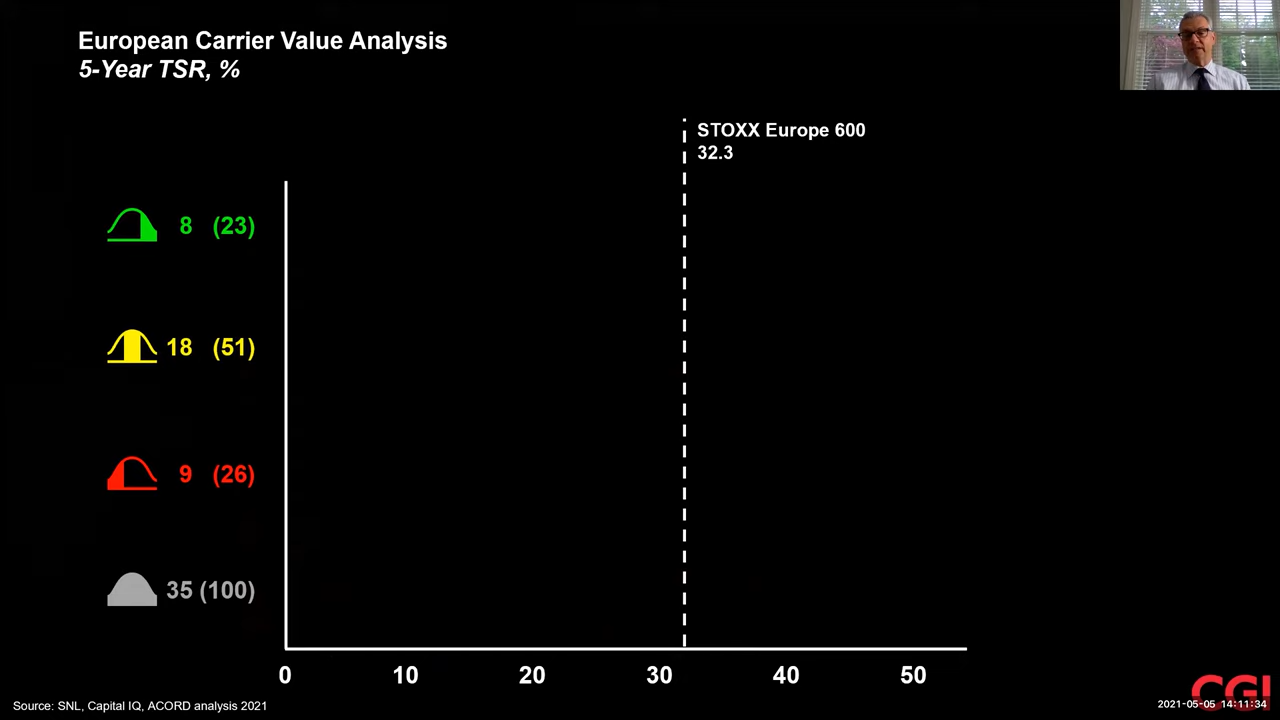 European Carrier Value Analysis
5-Year TSR, %
STOXX Europe 600
32.3
8 (23)
18 (51)
9 (26)
35 (100)
0 10 20 30 40 50
CGI
2021-05-05 14:11:34
Source: SNL, Capital IQ, ACORD analysis 2021